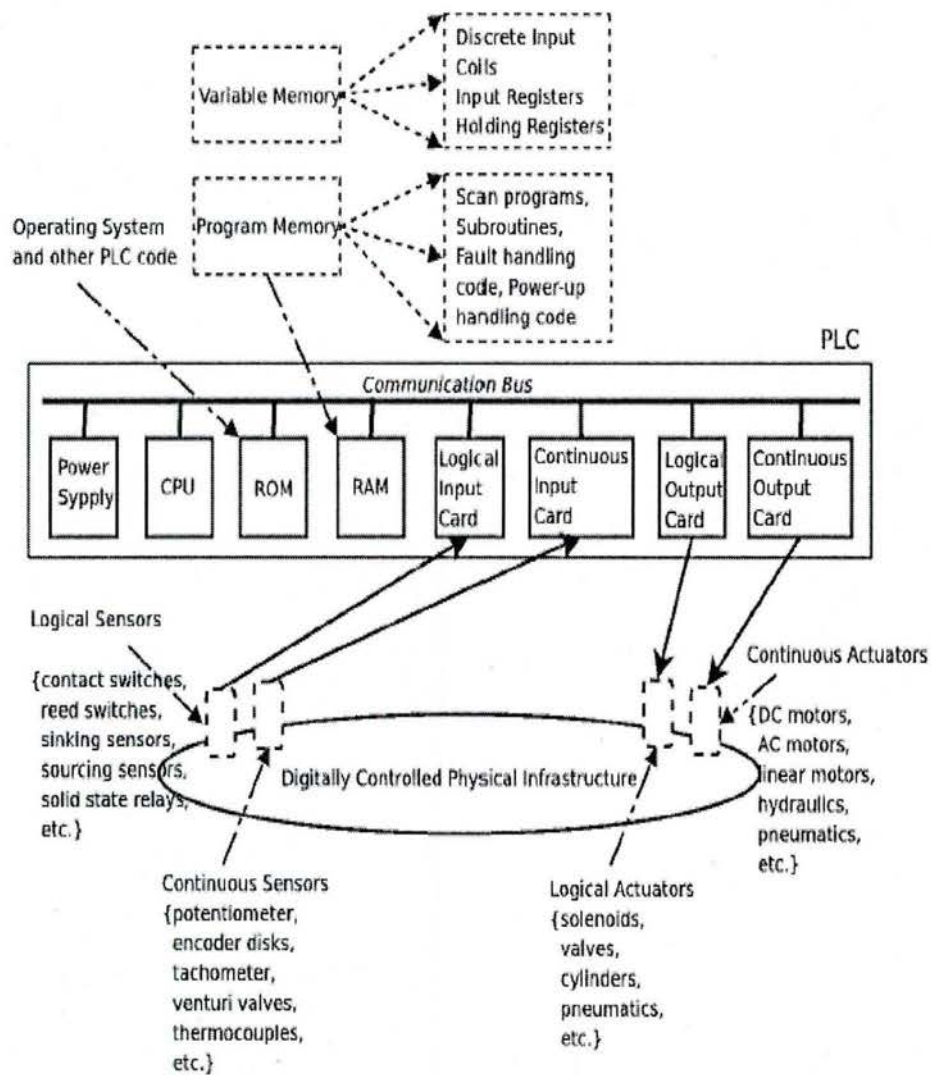 Discrete Input
Coils
Input Registers
Holding Registers
Variable Memory
Scan programs,
Subroutines,
Fault handling
code, Power-up
handling code
Program Memory
Operating System
and other PLC code
PLC
Communication Bus
Power
Sypply
CPU
ROM
RAM
Logical
Input
Card
Continuous
Input
Card
Logical
Output
Card
Continuous
Output
Card
Logical Sensors
{contact switches,
reed switches,
sinking sensors,
sourcing sensors,
solid state relays,
etc.}
Continuous Actuators
{DC motors,
AC motors,
linear motors,
hydraulics,
pneumatics,
etc.}
Digitally Controlled Physical Infrastructure
Continuous Sensors
{potentiometer,
encoder disks,
tachometer,
venturi valves,
thermocouples,
etc.}
Logical Actuators
{solenoids,
valves,
cylinders,
pneumatics,
etc.}